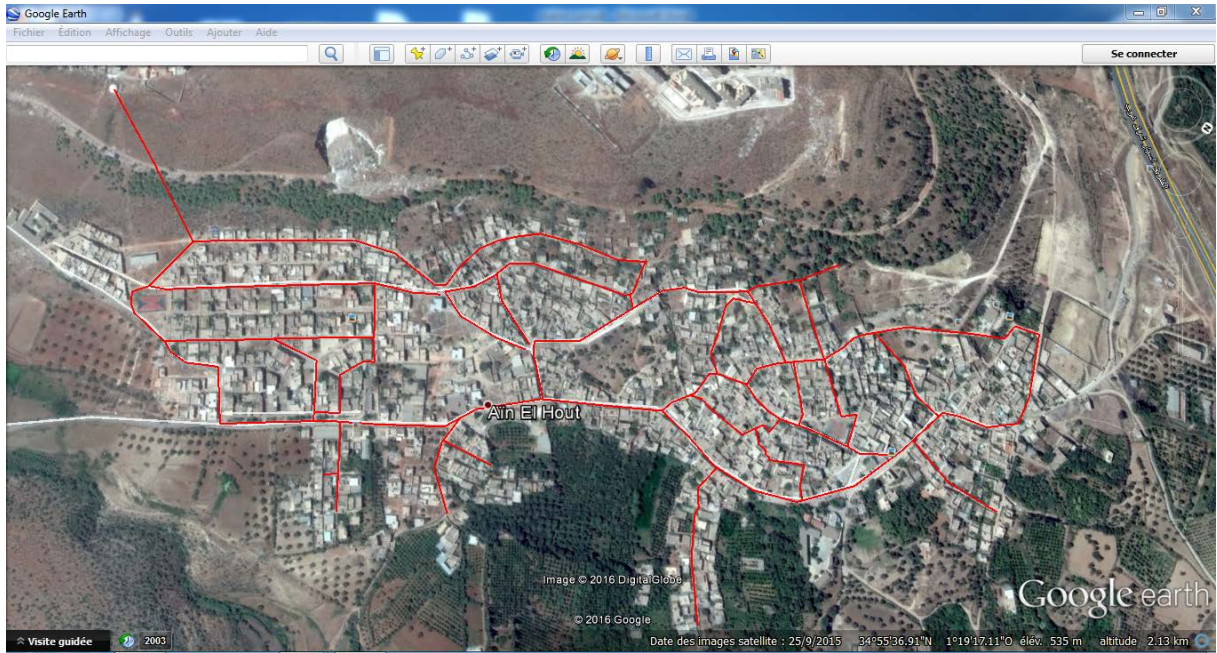 Google Earth
Fichier Édition Affichage Outils Ajouter Aide
Se connecter
N
Aïn El Hout
Image © 2016 DigitalGlobe
© 2016 Google
Google earth
Visite guidée
2003
Date des images satellite : 25/9/2015 34°55'36.91"N 1°19'17.11"O élév. 535 m altitude 2.13 km